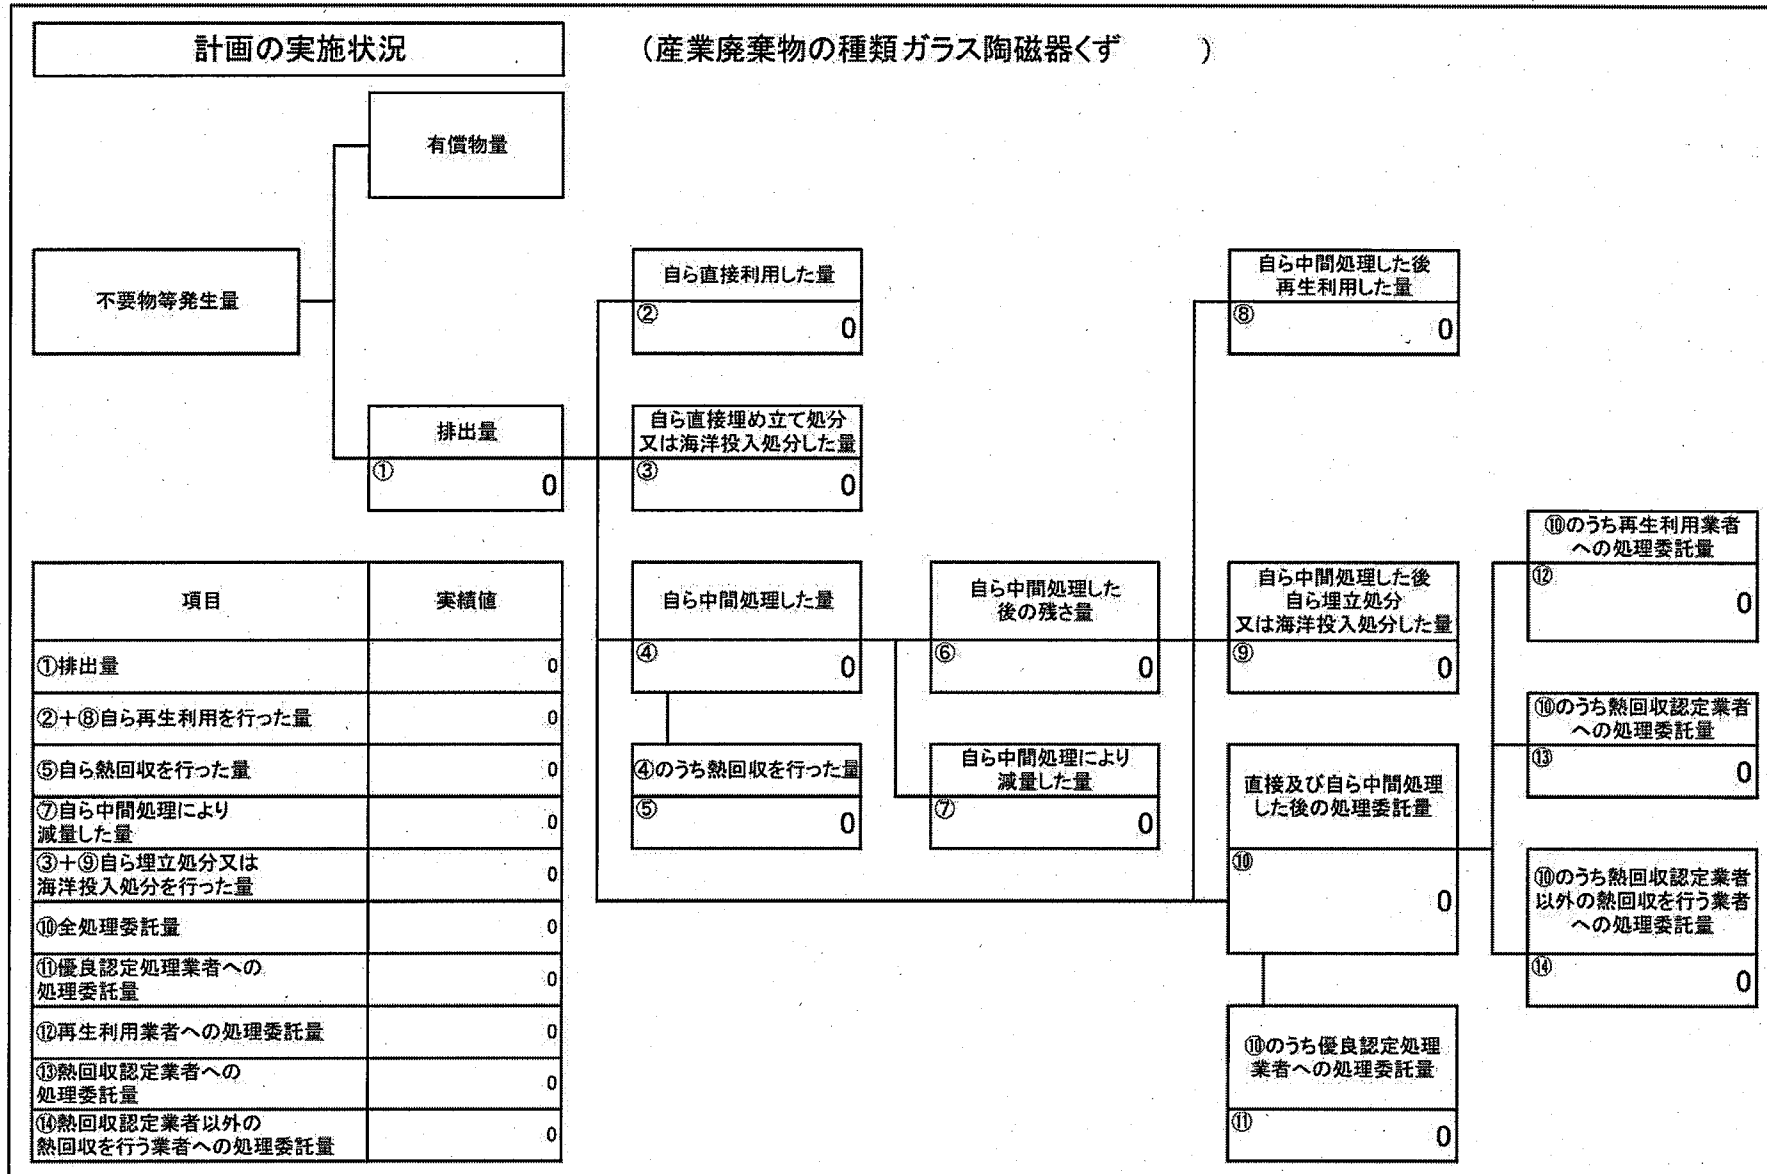 計画の実施状況
（産業廃棄物の種類ガラス陶磁器くず　　）
有償物量
不要物等発生量
排出量
①
0
自ら直接利用した量
②
0
自ら直接埋め立て処分
又は海洋投入処分した量
③
0
自ら中間処理した量
④
0
④のうち熱回収を行った量
⑤
0
自ら中間処理した
後の残さ量
⑥
0
自ら中間処理により
減量した量
⑦
0
自ら中間処理した後
再生利用した量
⑧
0
自ら中間処理した後
自ら埋立処分
又は海洋投入処分した量
⑨
0
直接及び自ら中間処理
した後の処理委託量
⑩
0
⑩のうち優良認定処理
業者への処理委託量
⑪
0
⑩のうち再生利用業者
への処理委託量
⑫
0
⑩のうち熱回収認定業者
への処理委託量
⑬
0
⑩のうち熱回収認定業者
以外の熱回収を行う業者
への処理委託量
⑭
0
項目 実績値
①排出量 0
②＋⑧自ら再生利用を行った量 0
⑤自ら熱回収を行った量 0
⑦自ら中間処理により
減量した量 0
③＋⑨自ら埋立処分又は
海洋投入処分を行った量 0
⑩全処理委託量 0
⑪優良認定処理業者への
処理委託量 0
⑫再生利用業者への処理委託量 0
⑬熱回収認定業者への
処理委託量 0
⑭熱回収認定業者以外の
熱回収を行う業者への処理委託量 0